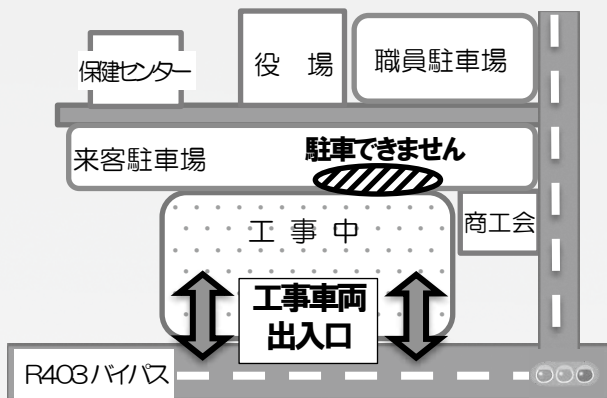 保健センター
役　場
職員駐車場
来客駐車場
駐車できません
工 事 中
商工会
工事車両
出入口
R403バイパス